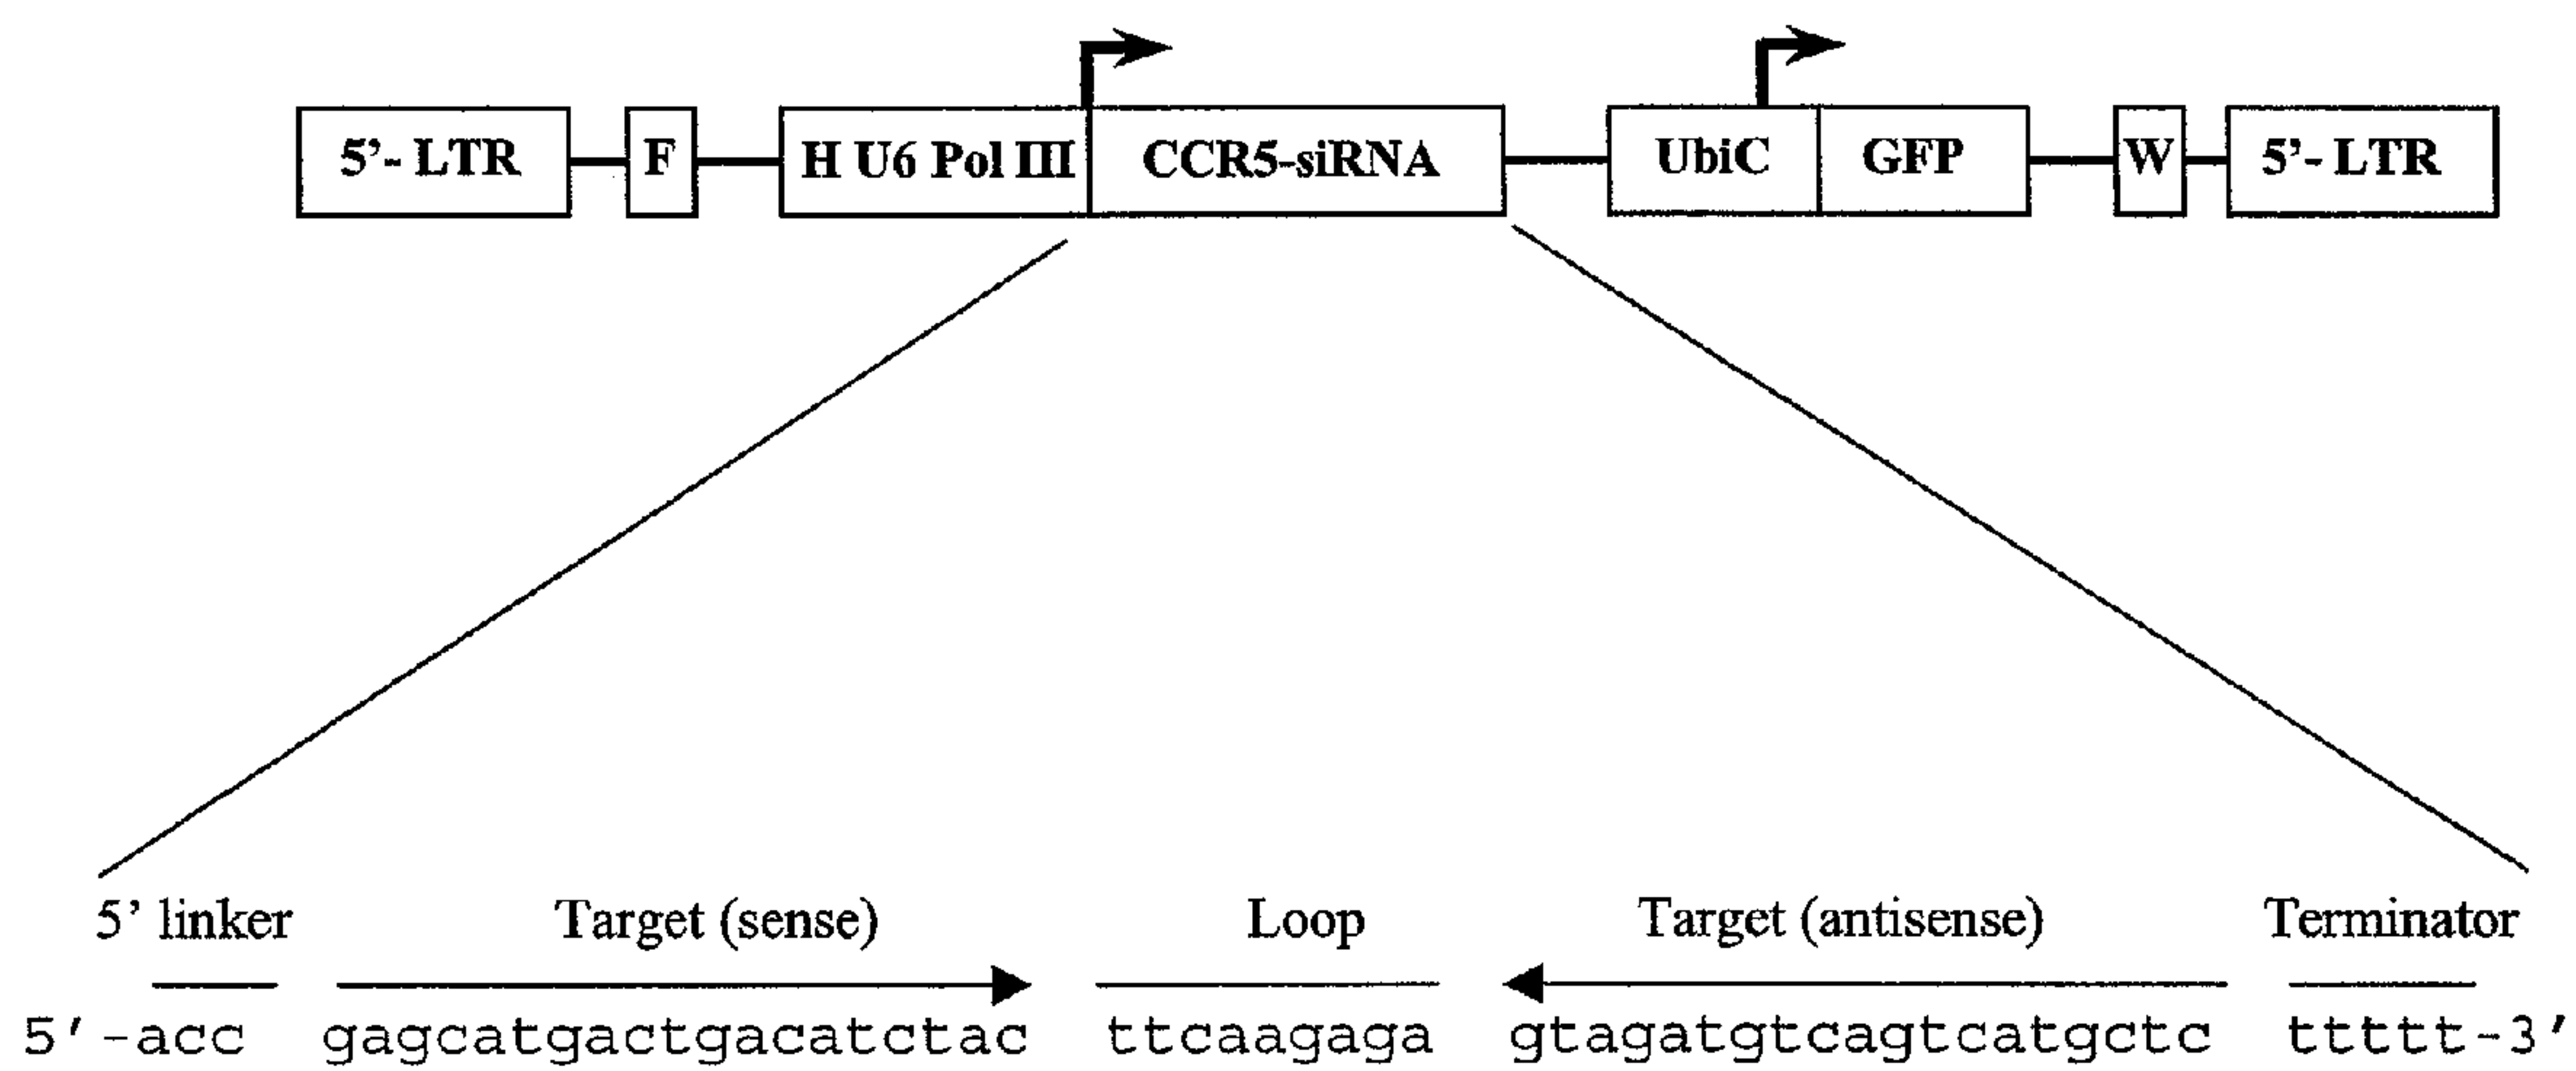 5’- LTR F H U6 Pol III CCR5-siRNA UbiC GFP W 5’- LTR
5’ linker Target (sense) Loop Target (antisense) Terminator
5′-acc gagcatgactgacatctac ttcaagaga gtagatgtcagtcatgctc ttttt-3′